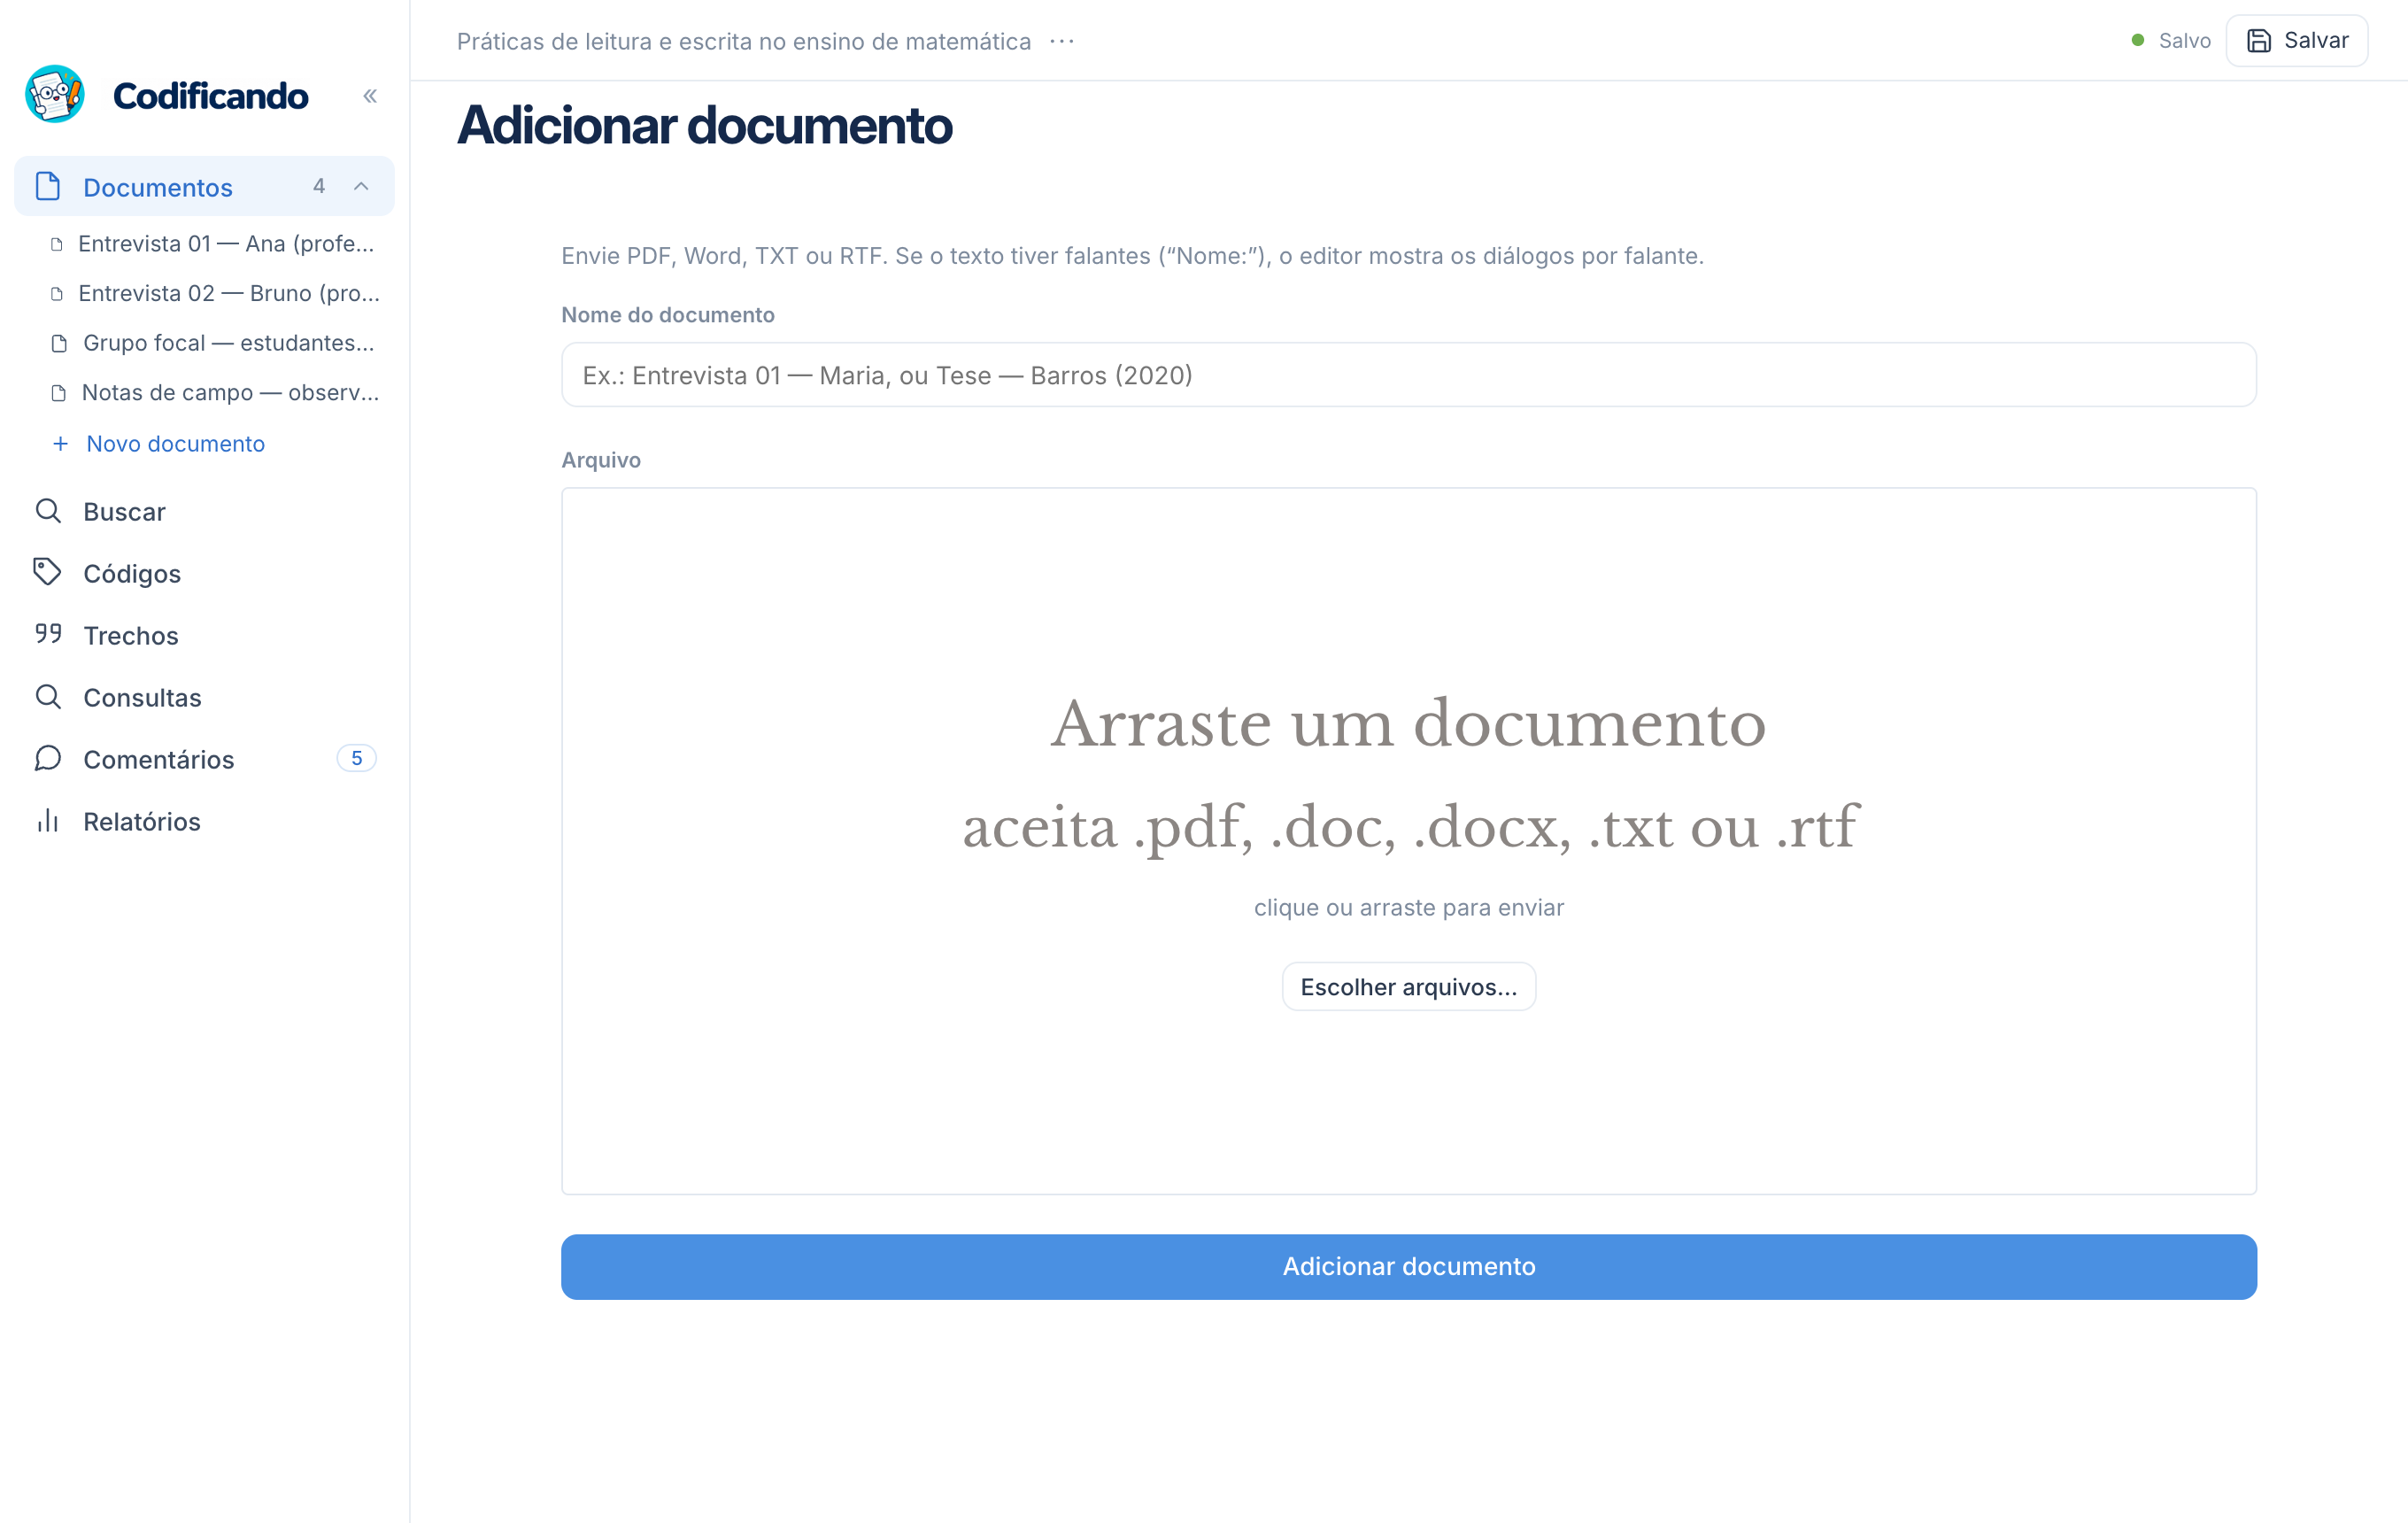 Codificando
Documentos 4
Entrevista 01 — Ana (profe...
Entrevista 02 — Bruno (pro...
Grupo focal — estudantes...
Notas de campo — observ...
+ Novo documento
Buscar
Códigos
Trechos
Consultas
Comentários 5
Relatórios
Práticas de leitura e escrita no ensino de matemática ···
Salvo
Salvar
Adicionar documento
Envie PDF, Word, TXT ou RTF. Se o texto tiver falantes (“Nome:”), o editor mostra os diálogos por falante.
Nome do documento
Ex.: Entrevista 01 — Maria, ou Tese — Barros (2020)
Arquivo
Arraste um documento
aceita .pdf, .doc, .docx, .txt ou .rtf
clique ou arraste para enviar
Escolher arquivos...
Adicionar documento